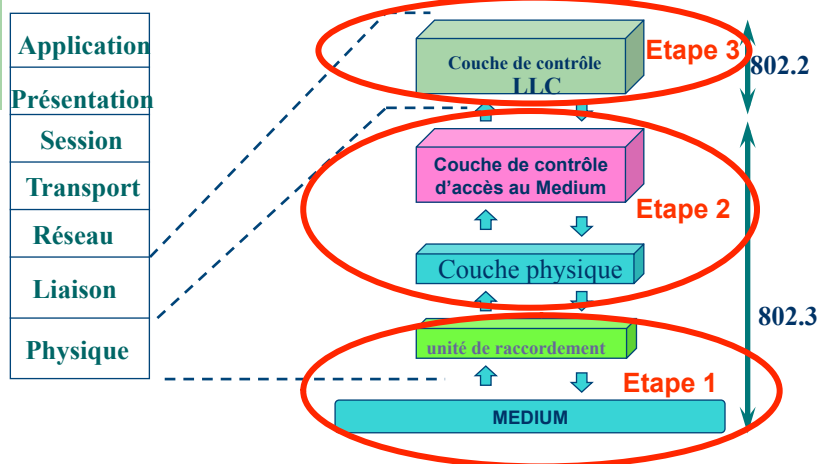 Application
Présentation
Session
Transport
Réseau
Liaison
Physique
Couche de contrôle
LLC
Etape 3
802.2
Couche de contrôle
d'accès au Medium
Etape 2
Couche physique
802.3
unité de raccordement
Etape 1
MEDIUM